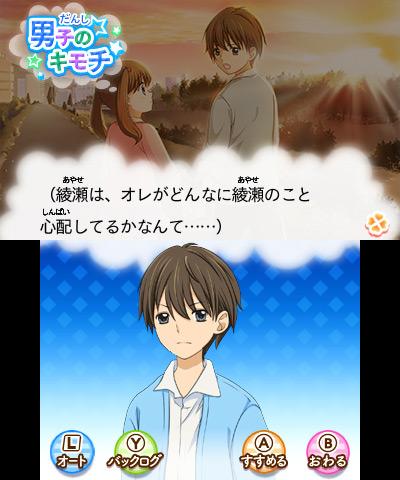 だんし
男子の
キモチ
あやせ あやせ
（綾瀬は、オレがどんなに綾瀬のこと
しんぱい
心配してるかなんて……）
L Y A B
オート バックログ すすめる おわる